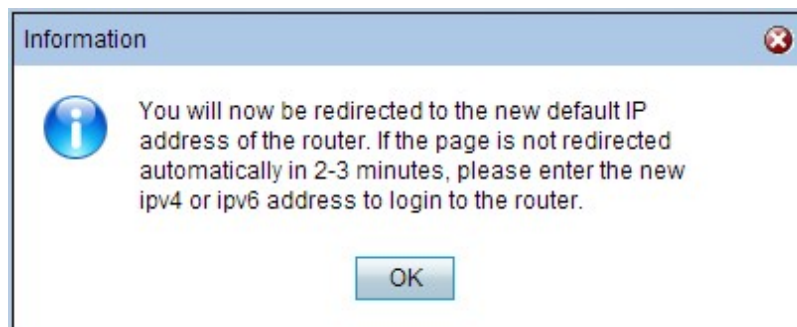 Information
You will now be redirected to the new default IP
address of the router. If the page is not redirected
automatically in 2-3 minutes, please enter the new
ipv4 or ipv6 address to login to the router.
OK